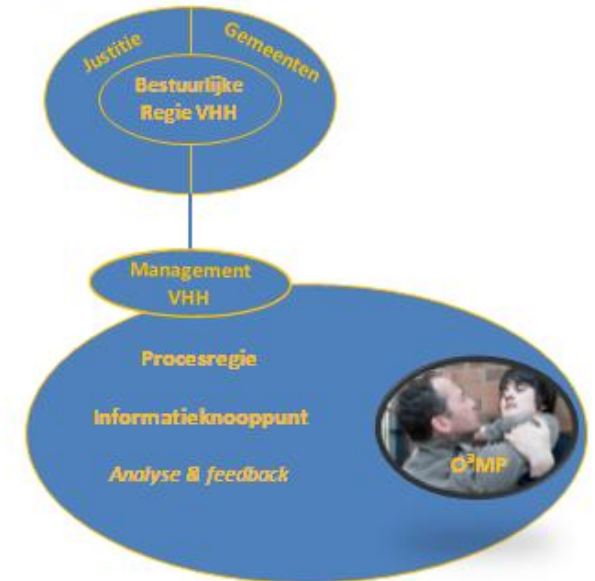 Justitie
Gemeenten
Bestuurlijke
Regie VHH
Management
VHH
Procesregie
Informatieknooppunt
Analyse & feedback
O³MP